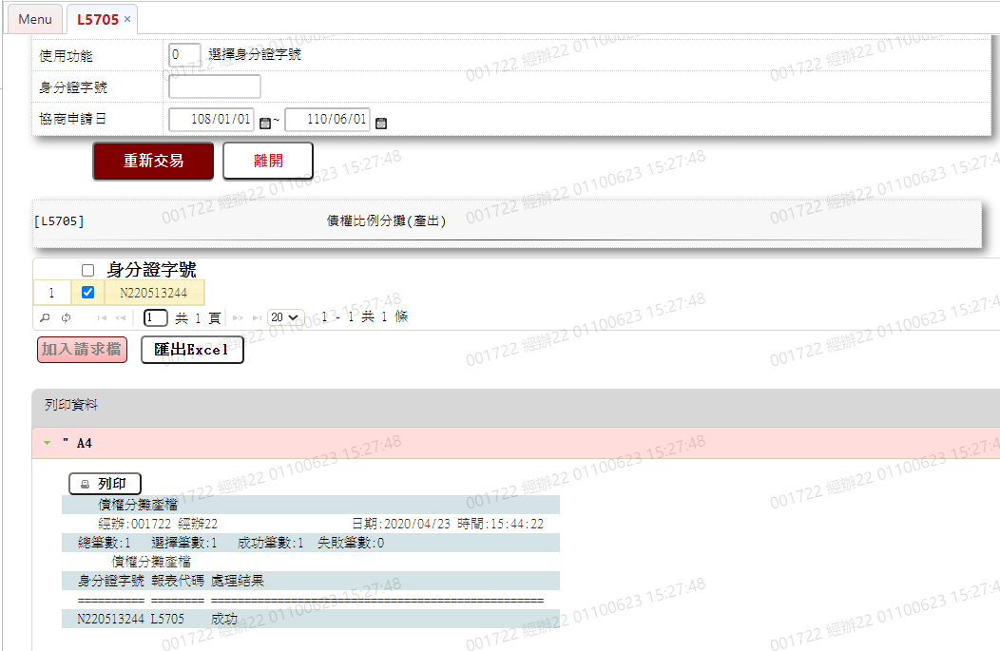 Menu L5705 ×
使用功能 0 選擇身分證字號
身分證字號
協商申請日 108/01/01 ~ 110/06/01
重新交易 離開
[L5705] 債權比例分攤(產出)
身分證字號
1 N220513244
1 共 1 頁 20 1 - 1 共 1 條
加入請求檔 匯出Excel
列印資料
" A4
列印
債權分攤產檔
經辦:001722 經辦22 日期:2020/04/23 時間:15:44:22
總筆數:1 選擇筆數:1 成功筆數:1 失敗筆數:0
債權分攤產檔
身分證字號 報表代碼 處理結果
========== ======== ==================================================
N220513244 L5705 成功
001722 經辦22 01100623 15:27:48